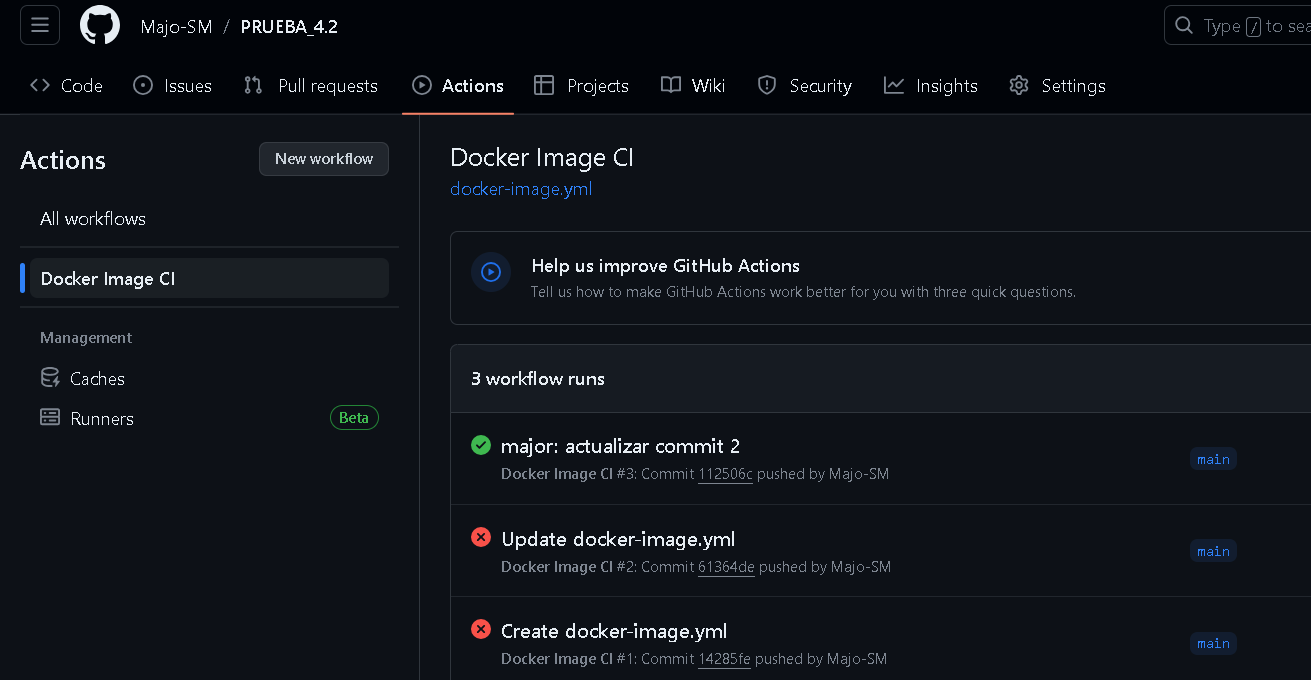 Majo-SM / PRUEBA_4.2
Type / to sea
Code Issues Pull requests Actions Projects Wiki Security Insights Settings
Actions
New workflow
All workflows
Docker Image CI
Management
Caches
Runners Beta
Docker Image CI
docker-image.yml
Help us improve GitHub Actions
Tell us how to make GitHub Actions work better for you with three quick questions.
3 workflow runs
major: actualizar commit 2
Docker Image CI #3: Commit 112506c pushed by Majo-SM
main
Update docker-image.yml
Docker Image CI #2: Commit 61364de pushed by Majo-SM
main
Create docker-image.yml
Docker Image CI #1: Commit 14285fe pushed by Majo-SM
main